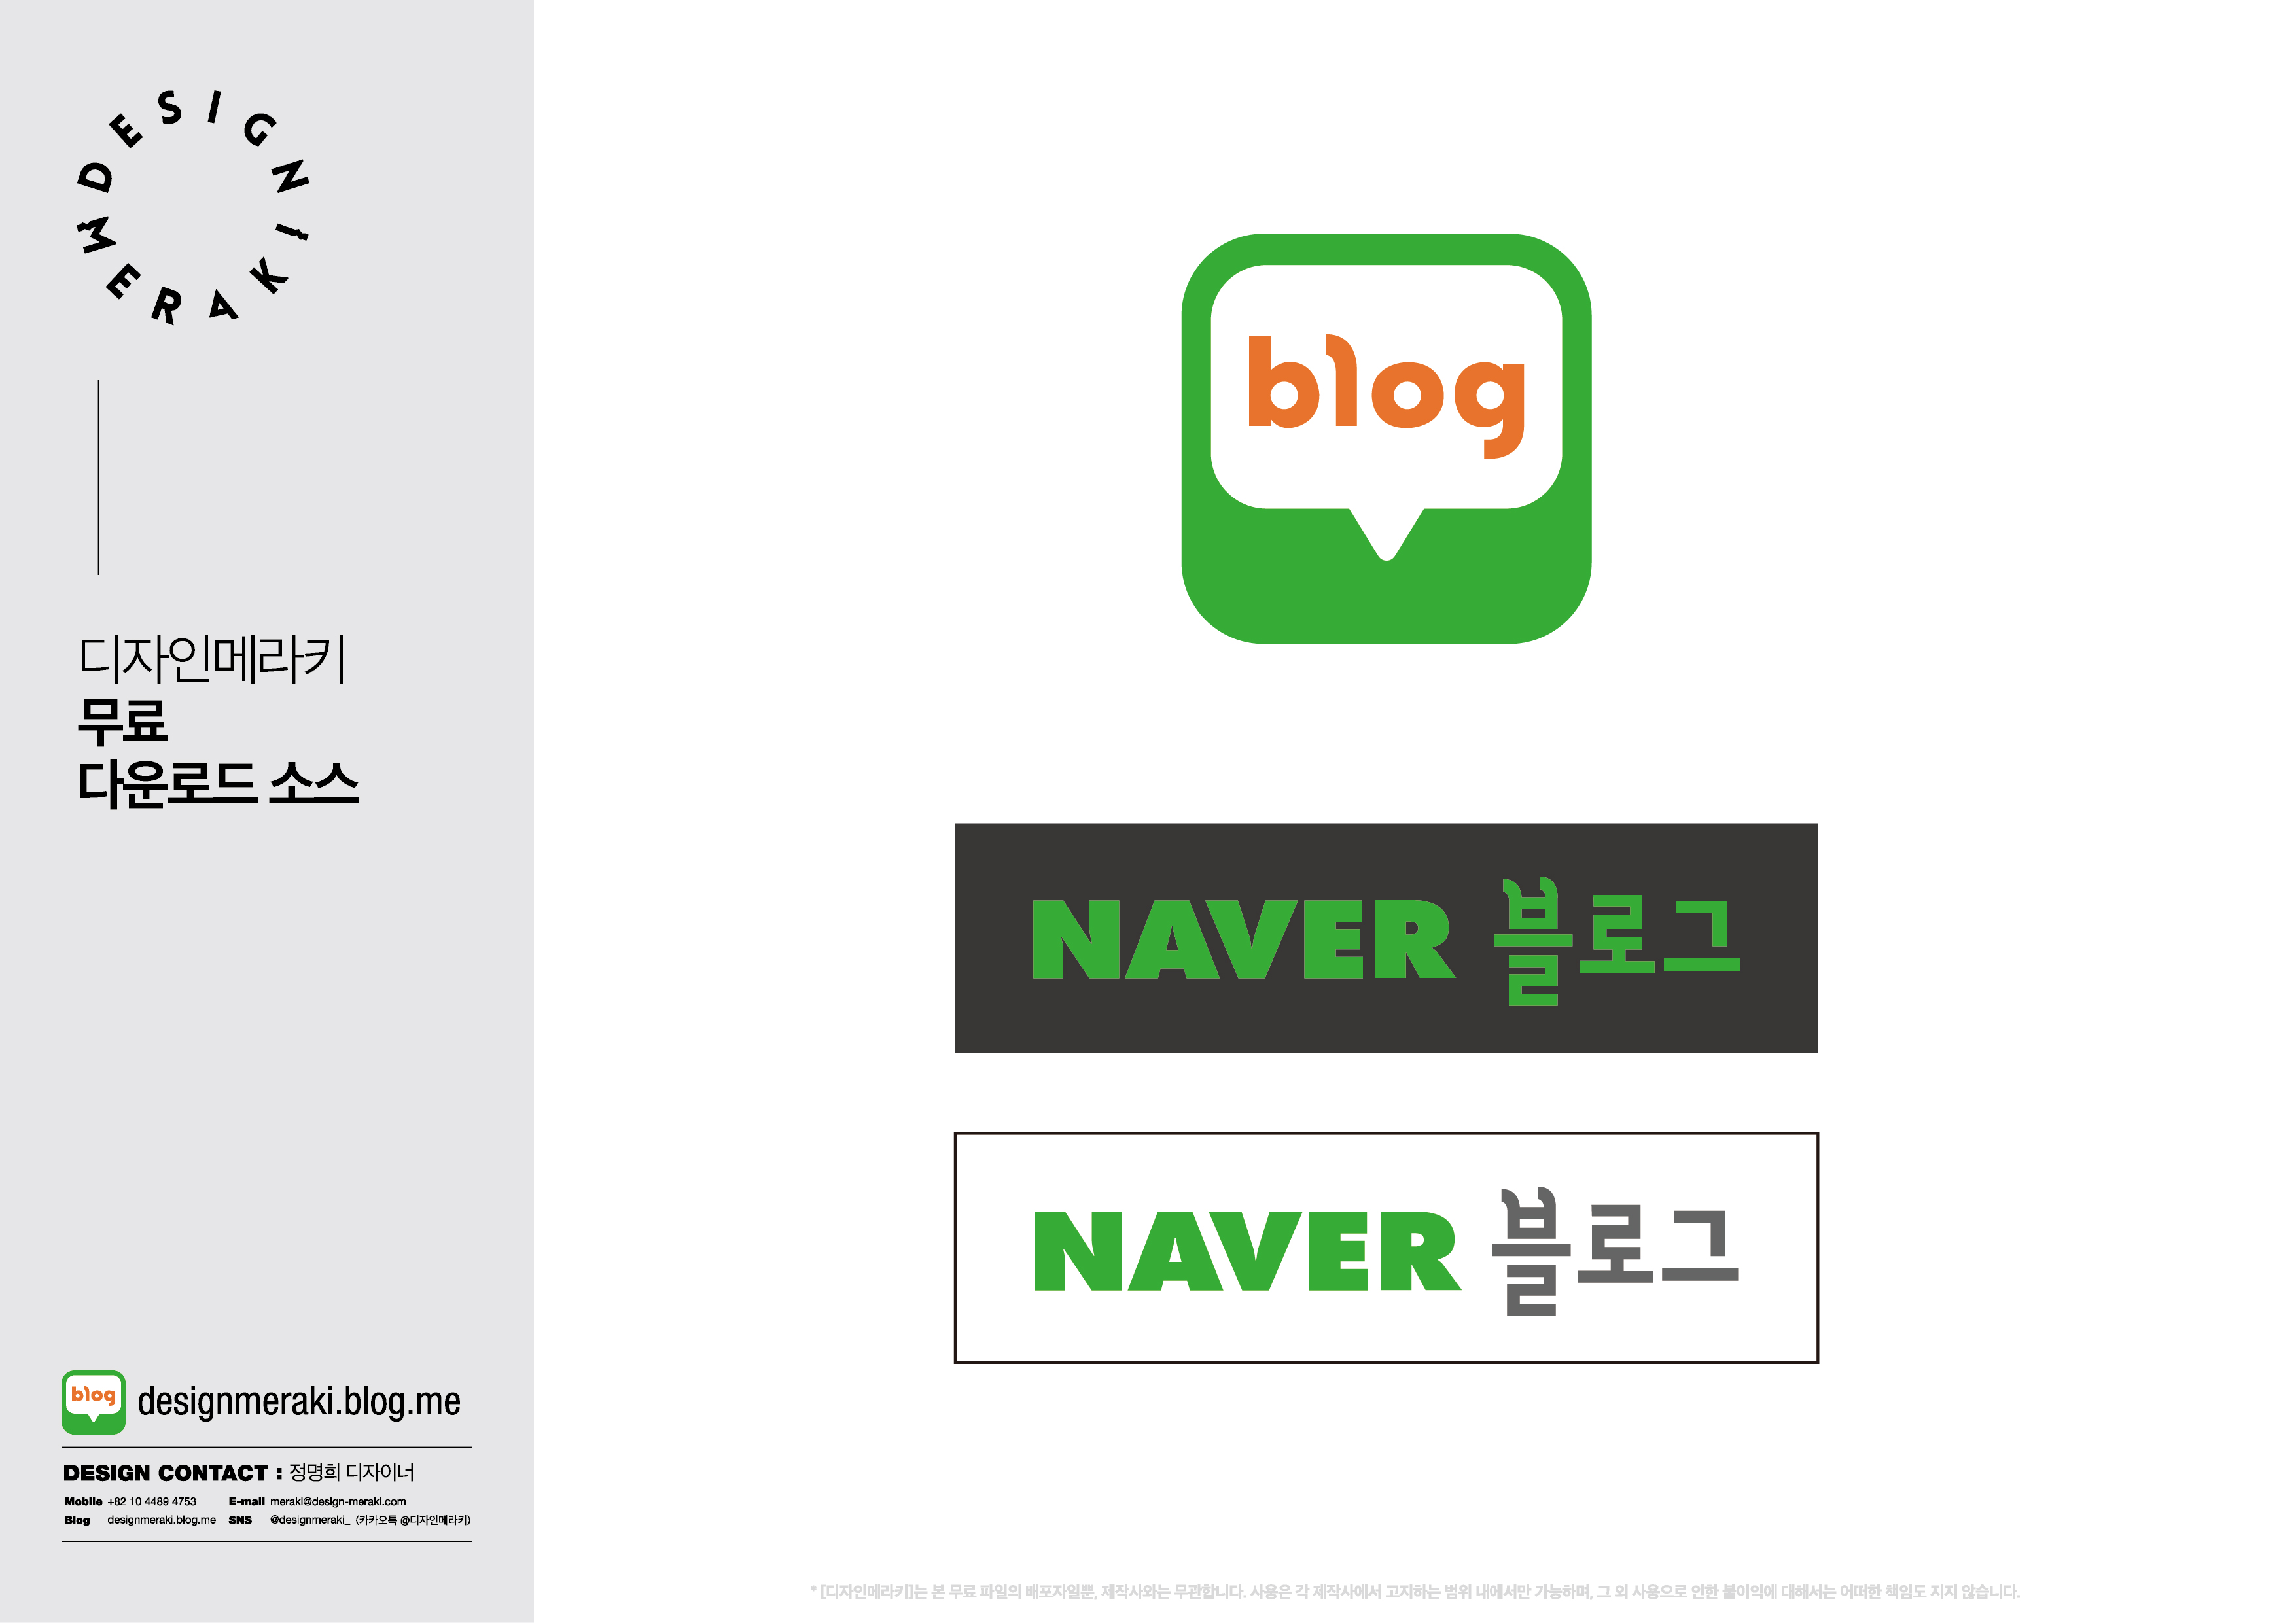 DESIGN
MERAKI
디자인메라키
무료
다운로드 소스
blog
designmeraki.blog.me
DESIGN CONTACT : 정명희 디자이너
Mobile +82 10 4489 4753 E-mail meraki@design-meraki.com
Blog designmeraki.blog.me SNS @designmeraki_ (카카오톡 @디자인메라키)
blog
NAVER 블로그
NAVER 블로그
* [디자인메라키]는 본 무료 파일의 배포자일뿐, 제작사와는 무관합니다. 사용은 각 제작사에서 고지하는 범위 내에서만 가능하며, 그 외 사용으로 인한 불이익에 대해서는 어떠한 책임도 지지 않습니다.